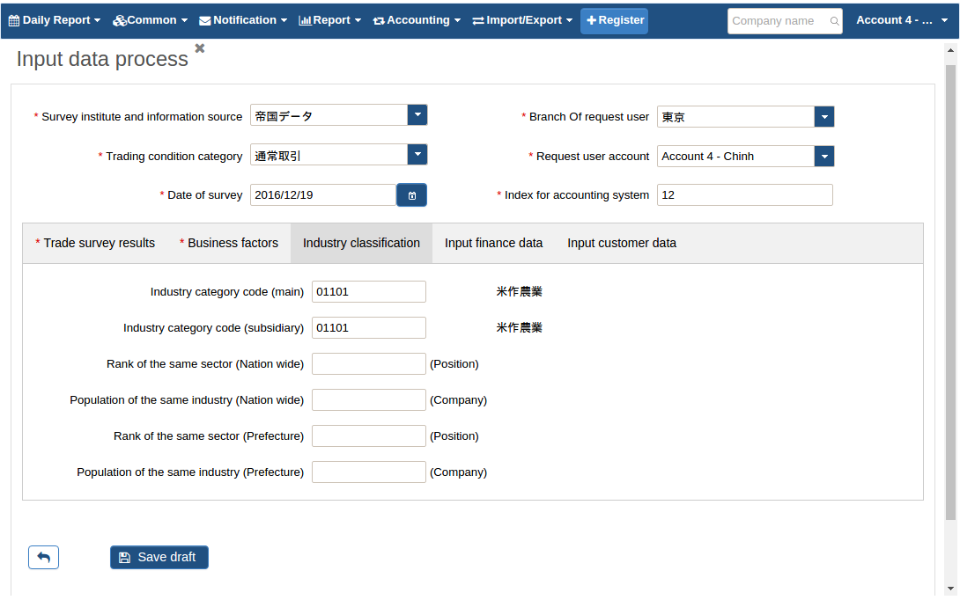 Daily Report Common Notification Report Accounting Import/Export Register Company name Account 4 - ...
Input data process
* Survey institute and information source 帝国データ * Branch Of request user 東京
* Trading condition category 通常取引 * Request user account Account 4 - Chinh
* Date of survey 2016/12/19 * Index for accounting system 12
* Trade survey results * Business factors Industry classification Input finance data Input customer data
Industry category code (main) 01101 米作農業
Industry category code (subsidiary) 01101 米作農業
Rank of the same sector (Nation wide) (Position)
Population of the same industry (Nation wide) (Company)
Rank of the same sector (Prefecture) (Position)
Population of the same industry (Prefecture) (Company)
Save draft